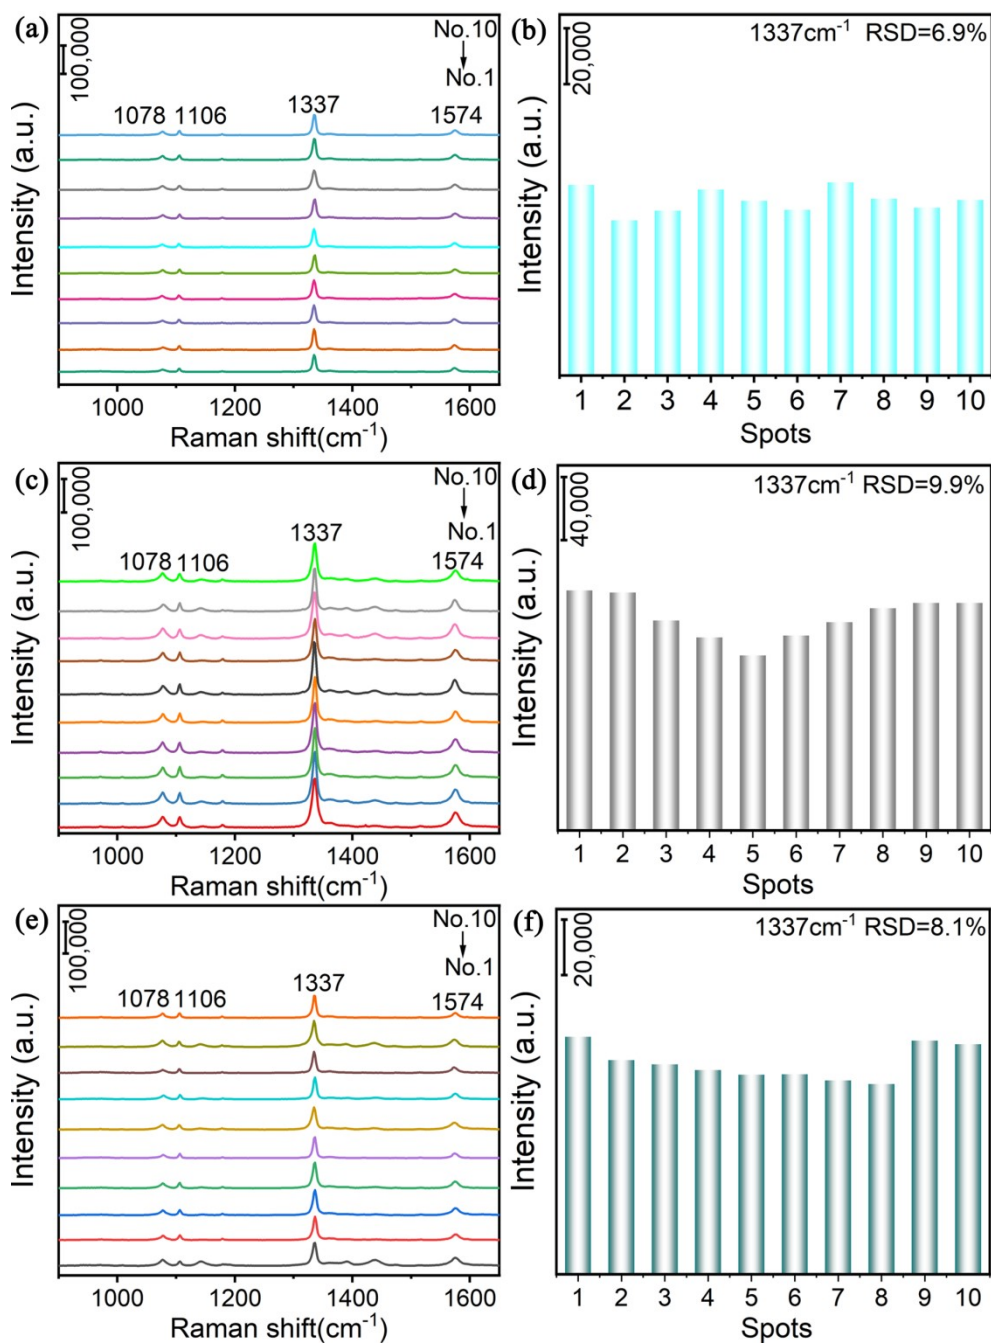 (a)
100,000
No.10
No.1
1078 1106
1337
1574
Intensity (a.u.)
1000 1200 1400 1600
Raman shift(cm⁻¹)
(b)
1337cm⁻¹ RSD=6.9%
20,000
Intensity (a.u.)
1 2 3 4 5 6 7 8 9 10
Spots
(c)
100,000
No.10
No.1
1078 1106
1337
1574
Intensity (a.u.)
1000 1200 1400 1600
Raman shift(cm⁻¹)
(d)
1337cm⁻¹ RSD=9.9%
40,000
Intensity (a.u.)
1 2 3 4 5 6 7 8 9 10
Spots
(e)
100,000
No.10
No.1
1078 1106
1337
1574
Intensity (a.u.)
1000 1200 1400 1600
Raman shift(cm⁻¹)
(f)
1337cm⁻¹ RSD=8.1%
20,000
Intensity (a.u.)
1 2 3 4 5 6 7 8 9 10
Spots